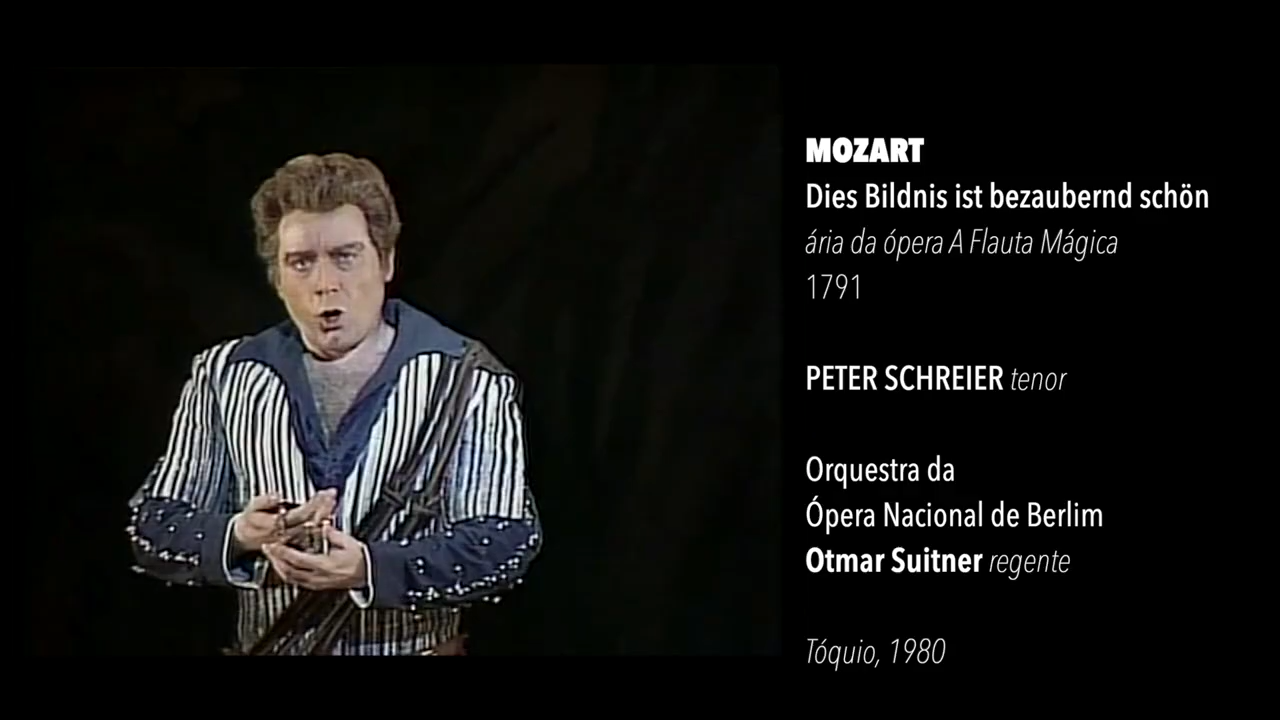 MOZART
Dies Bildnis ist bezaubernd schön
ária da ópera A Flauta Mágica
1791
PETER SCHREIER tenor
Orquestra da
Ópera Nacional de Berlim
Otmar Suitner regente
Tóquio, 1980